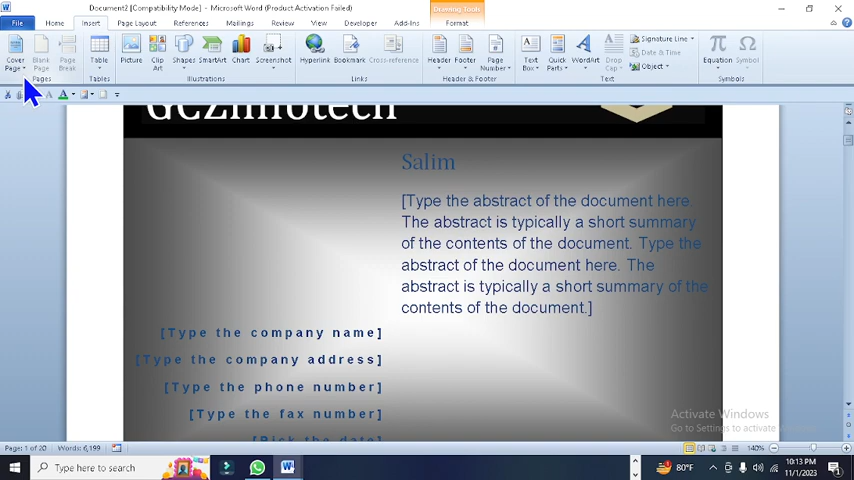 Document2 [Compatibility Mode] - Microsoft Word (Product Activation Failed)
Drawing Tools
File Home Insert Page Layout References Mailings Review View Developer Add-Ins Format
Cover Page
Blank Page
Page Break
Table
Picture
Clip Art
Shapes
SmartArt
Chart
Screenshot
Hyperlink
Bookmark
Cross-reference
Header
Footer
Page Number
Text Box
Quick Parts
WordArt
Drop Cap
Signature Line
Date & Time
Object
Equation
Symbol
Pages Tables Illustrations Links Header & Footer Text Symbols
GCZInfotech
Salim
[Type the abstract of the document here.
The abstract is typically a short summary
of the contents of the document. Type the
abstract of the document here. The
abstract is typically a short summary of the
contents of the document.]
[Type the company name]
[Type the company address]
[Type the phone number]
[Type the fax number]
[Pick the date]
Activate Windows
Go to Settings to activate Windows.
Page: 1 of 20 Words: 6,199 140%
Type here to search
80°F
10:13 PM
11/1/2023